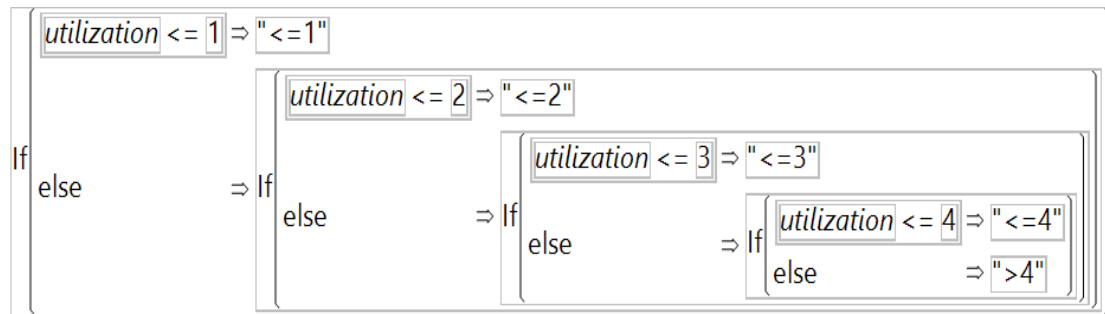 utilization <= 1 ⇒ "<=1"
utilization <= 2 ⇒ "<=2"
utilization <= 3 ⇒ "<=3"
If else ⇒ If else ⇒ If else ⇒ If utilization <= 4 ⇒ "<=4"
else ⇒ ">4"